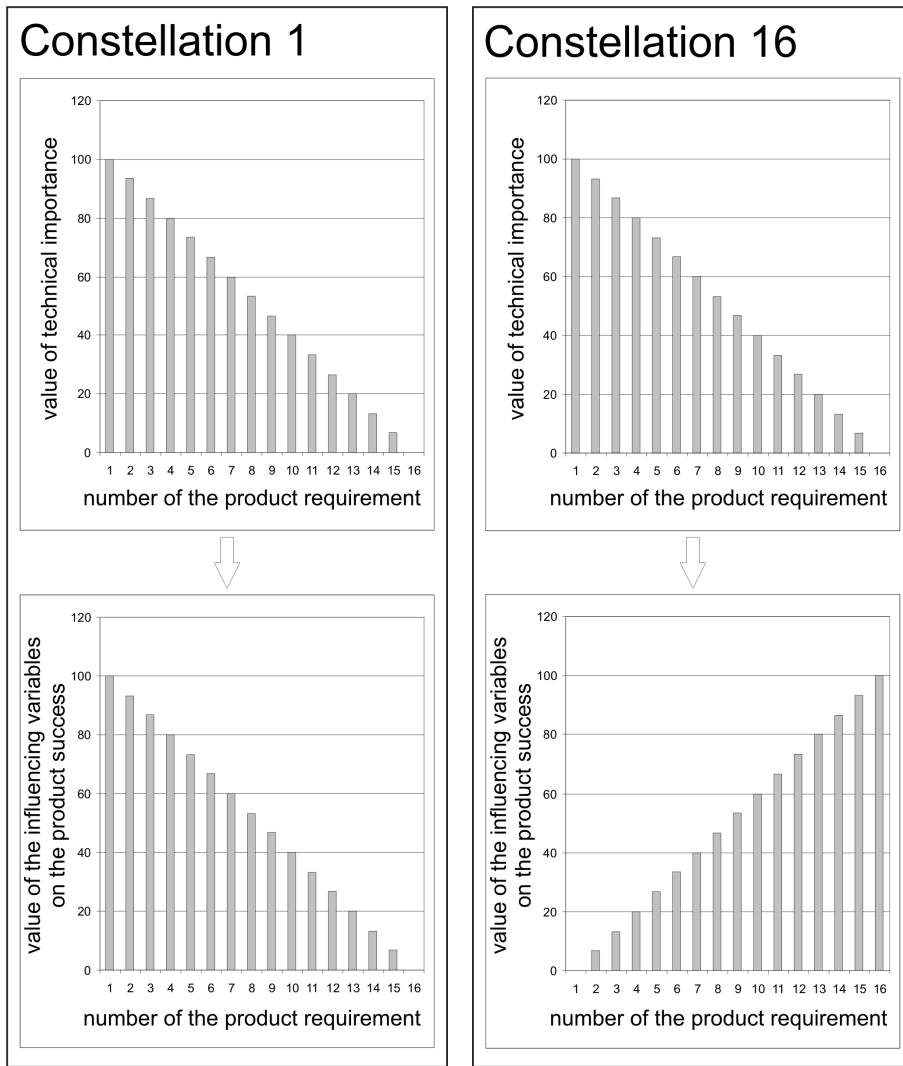 Constellation 1
120
100
80
60
40
20
0
value of technical importance
1 2 3 4 5 6 7 8 9 10 11 12 13 14 15 16
number of the product requirement
120
100
80
60
40
20
0
value of the influencing variables
on the product success
1 2 3 4 5 6 7 8 9 10 11 12 13 14 15 16
number of the product requirement
Constellation 16
120
100
80
60
40
20
0
value of technical importance
1 2 3 4 5 6 7 8 9 10 11 12 13 14 15 16
number of the product requirement
120
100
80
60
40
20
0
value of the influencing variables
on the product success
1 2 3 4 5 6 7 8 9 10 11 12 13 14 15 16
number of the product requirement